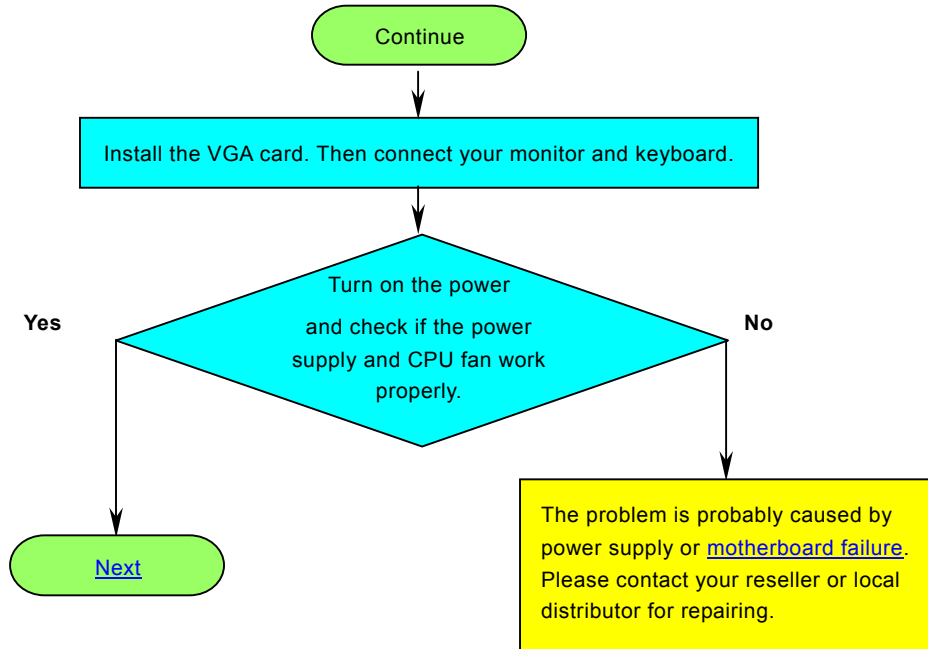 Continue
Install the VGA card. Then connect your monitor and keyboard.
Turn on the power
and check if the power
supply and CPU fan work
properly.
Yes
No
Next
The problem is probably caused by
power supply or motherboard failure.
Please contact your reseller or local
distributor for repairing.